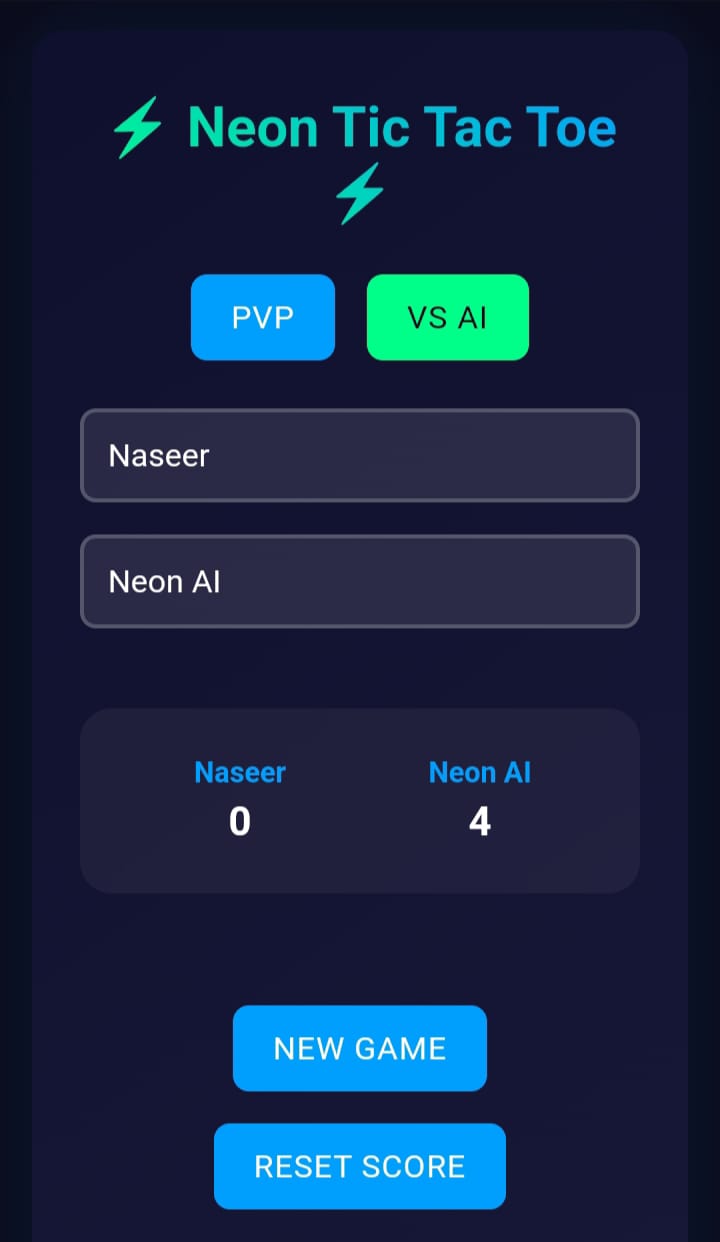 ⚡ Neon Tic Tac Toe
⚡
PVP VS AI
Naseer
Neon AI
Naseer Neon AI
0 4
NEW GAME
RESET SCORE